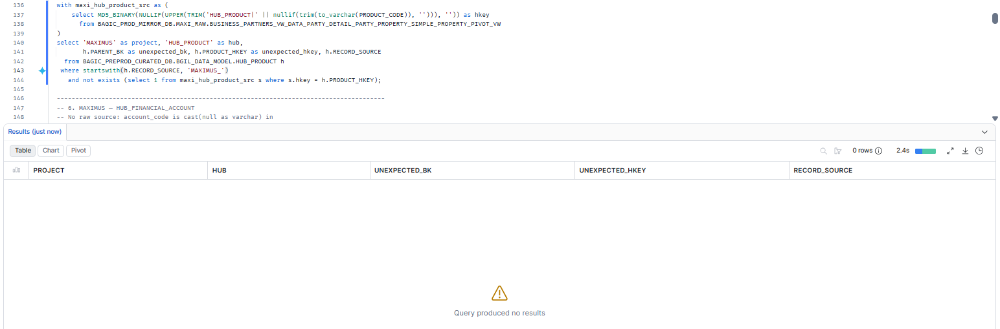 136 with maxi_hub_product_src as (
137 select MD5_BINARY(NULLIF(UPPER(TRIM('HUB_PRODUCT|' || nullif(trim(to_varchar(PRODUCT_CODE)), ''))), '')) as hkey
138 from BAGIC_PROD_MIRROR_DB.MAXI_RAW.BUSINESS_PARTNERS_VW_DATA_PARTY_DETAIL_PARTY_PROPERTY_SIMPLE_PROPERTY_PIVOT_VW
139 )
140 select 'MAXIMUS' as project, 'HUB_PRODUCT' as hub,
141 h.PARENT_BK as unexpected_bk, h.PRODUCT_HKEY as unexpected_hkey, h.RECORD_SOURCE
142 from BAGIC_PREPROD_CURATED_DB.BGIL_DATA_MODEL.HUB_PRODUCT h
143 where startswith(h.RECORD_SOURCE, 'MAXIMUS_')
144 and not exists (select 1 from maxi_hub_product_src s where s.hkey = h.PRODUCT_HKEY);
145
146 ----------------------------------------------------------------------------------------
147 -- 6. MAXIMUS — HUB_FINANCIAL_ACCOUNT
148 -- No raw source: account_code is cast(null as varchar) in
Results (just now)
Table Chart Pivot 0 rows 2.4s
PROJECT HUB UNEXPECTED_BK UNEXPECTED_HKEY RECORD_SOURCE
Query produced no results